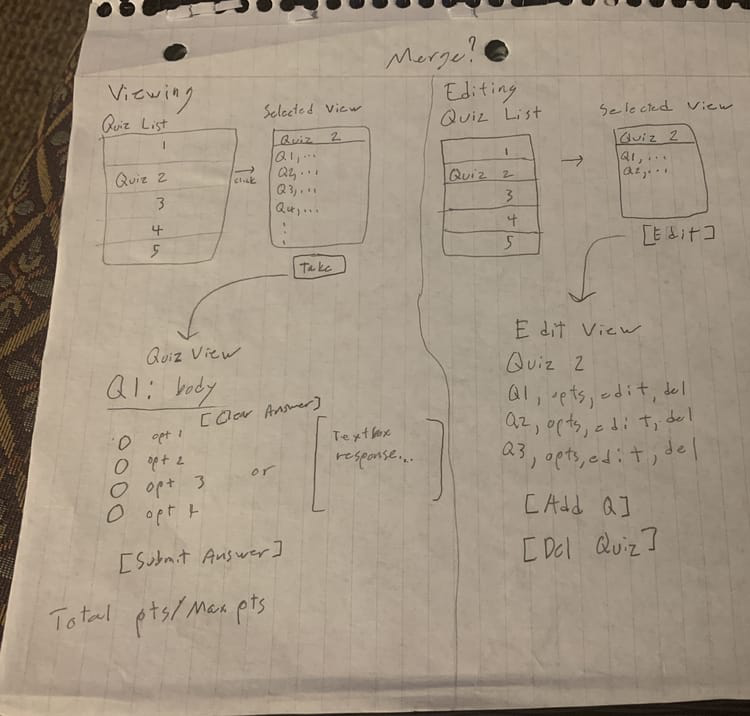 Merge?
Viewing
Quiz List
1
Quiz 2
3
4
5
click
Selected View
Quiz 2
Q1,...
Q2,...
Q3,...
Q4,...
Take
Quiz View
Q1: body
[Clear Answer]
opt 1
opt 2
opt 3
opt 4
or
Textbox
response...
[Submit Answer]
Total pts/Max pts
Editing
Quiz List
1
Quiz 2
3
4
5
Selected View
Quiz 2
Q1,...
Q2,...
[Edit]
Edit View
Quiz 2
Q1, opts, edit, del
Q2, opts, edit, del
Q3, opts, edit, del
[Add Q]
[Del Quiz]